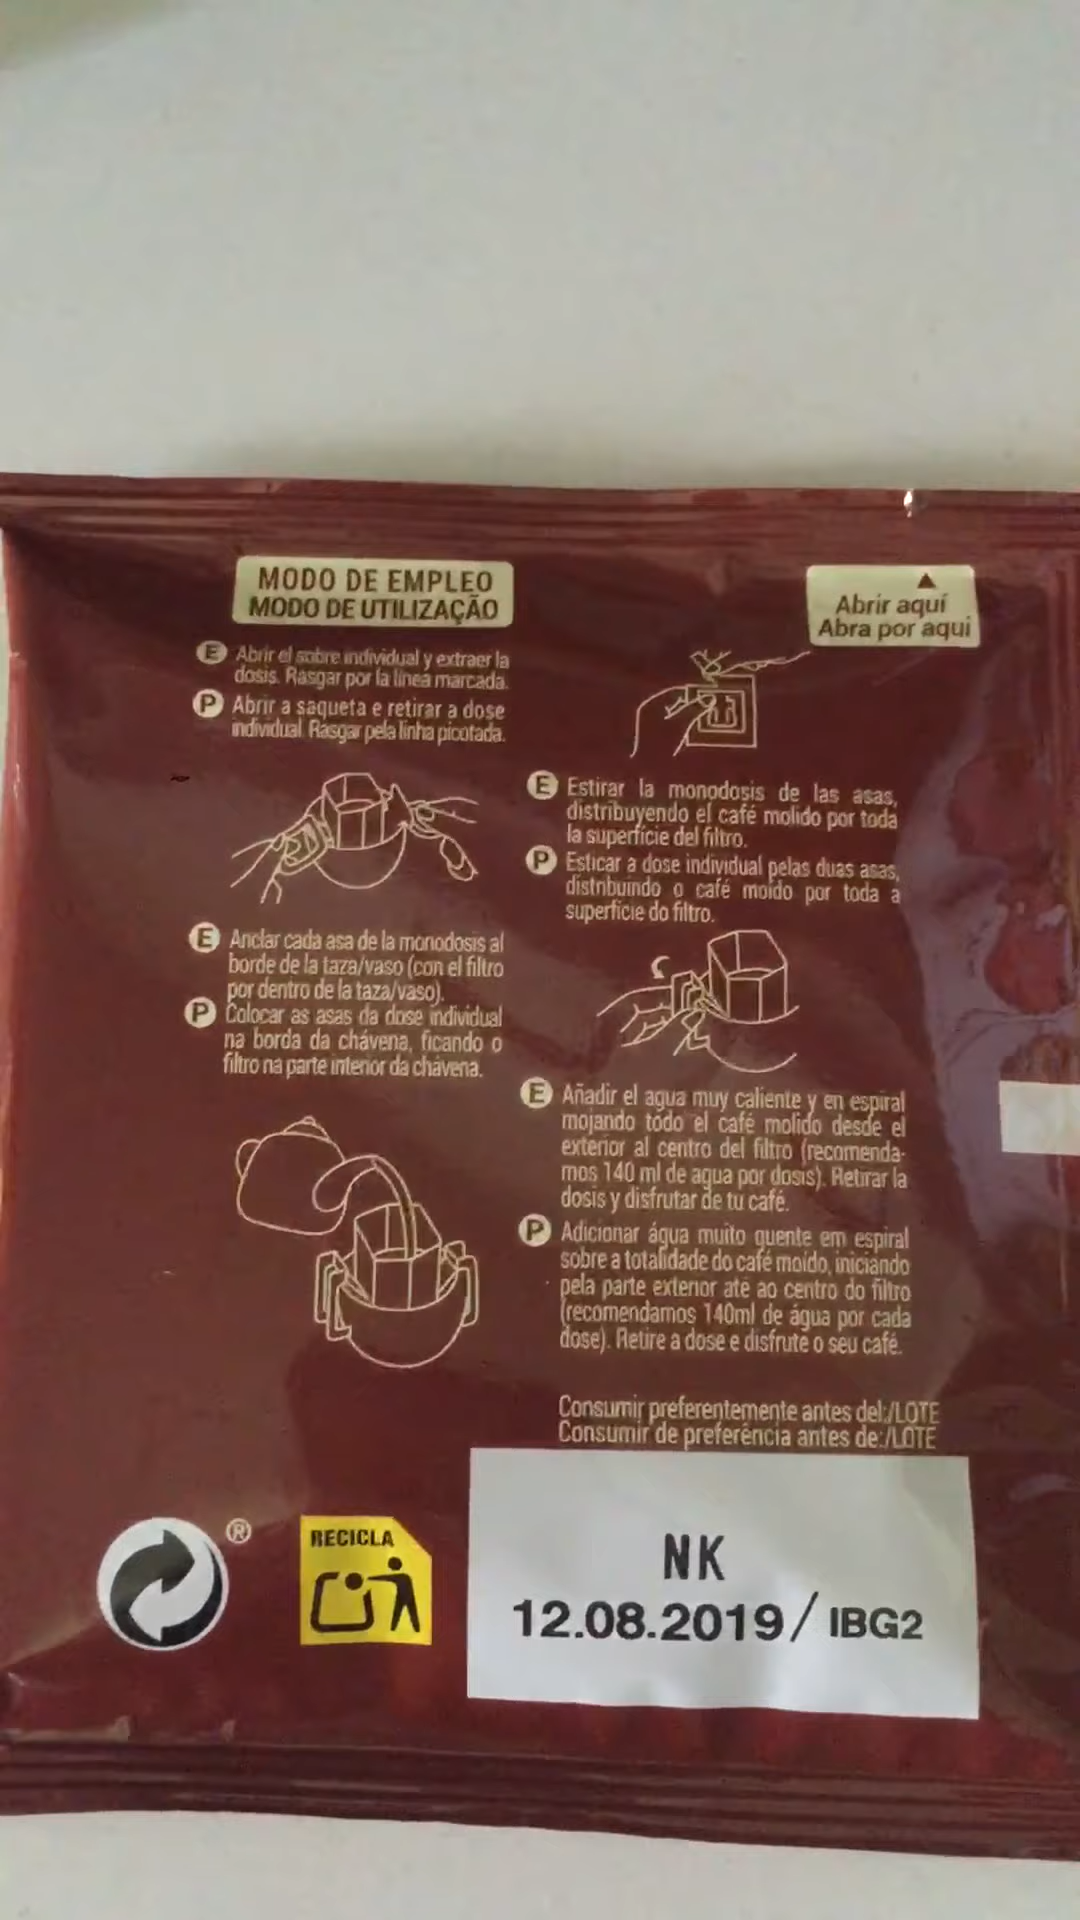 MODO DE EMPLEO
MODO DE UTILIZAÇÃO
Abrir aquí
Abra por aqui
E Abrir el sobre individual y extraer la
dosis. Rasgar por la línea marcada.
P Abrir a saqueta e retirar a dose
individual. Rasgar pela linha picotada.
E Estirar la monodosis de las asas,
distribuyendo el café molido por toda
la superfície del filtro.
P Esticar a dose individual pelas duas asas,
distribuindo o café moído por toda a
superfície do filtro.
E Anclar cada asa de la monodosis al
borde de la taza/vaso (con el filtro
por dentro de la taza/vaso).
P Colocar as asas da dose individual
na borda da chávena, ficando o
filtro na parte interior da chávena.
E Añadir el agua muy caliente y en espiral
mojando todo el café molido desde el
exterior al centro del filtro (recomenda-
mos 140 ml de agua por dosis). Retirar la
dosis y disfrutar de tu café.
P Adicionar água muito quente em espiral
sobre a totalidade do café moído, iniciando
pela parte exterior até ao centro do filtro
(recomendamos 140ml de água por cada
dose). Retire a dose e disfrute o seu café.
Consumir preferentemente antes del:/LOTE
Consumir de preferência antes de:/LOTE
®
RECICLA
NK
12.08.2019/ IBG2